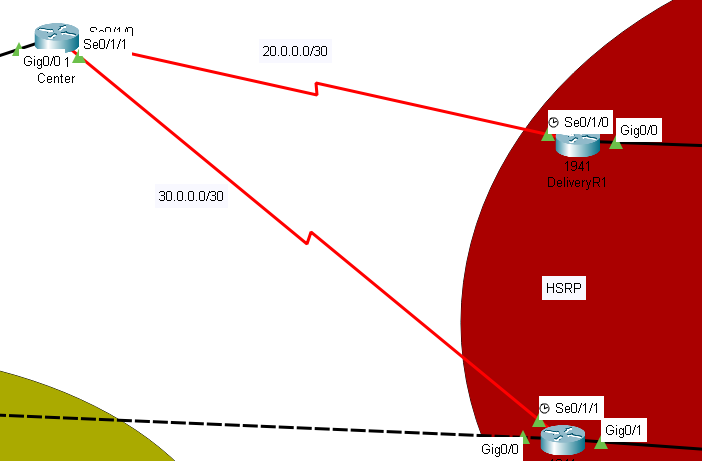 Se0/1/0
Se0/1/1
Gig0/0 1
Center
20.0.0.0/30
Se0/1/0
Gig0/0
1941
DeliveryR1
30.0.0.0/30
HSRP
Se0/1/1
Gig0/1
Gig0/0